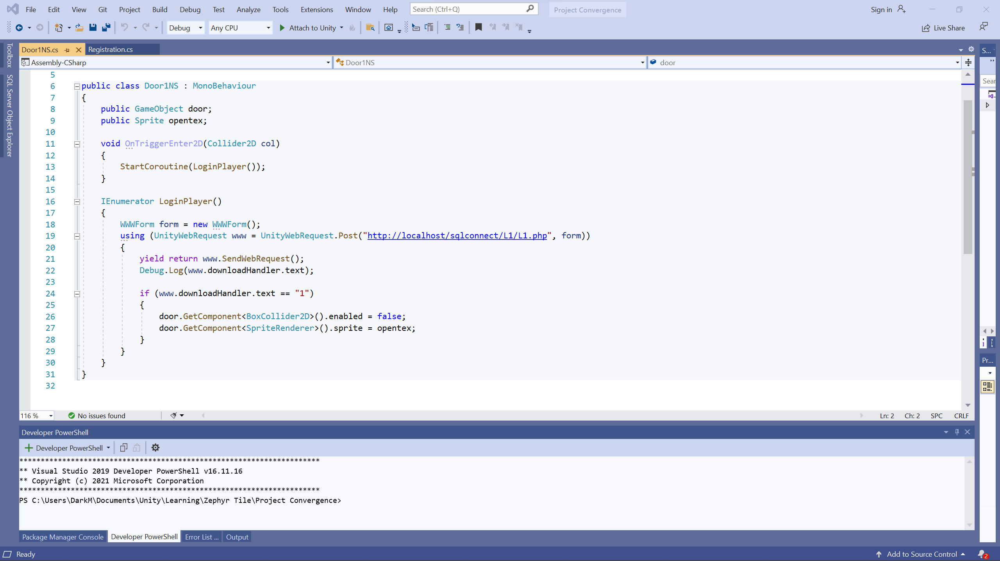 File Edit View Git Project Build Debug Test Analyze Tools Extensions Window Help Search (Ctrl+Q) Project Convergence Sign in
Debug Any CPU Attach to Unity Live Share
Toolbox
SQL Server Object Explorer
Door1NS.cs Registration.cs
Assembly-CSharp Door1NS door
5
6 public class Door1NS : MonoBehaviour
7 {
8 public GameObject door;
9 public Sprite opentex;
10
11 void OnTriggerEnter2D(Collider2D col)
12 {
13 StartCoroutine(LoginPlayer());
14 }
15
16 IEnumerator LoginPlayer()
17 {
18 WWWForm form = new WWWForm();
19 using (UnityWebRequest www = UnityWebRequest.Post("http://localhost/sqlconnect/L1/L1.php", form))
20 {
21 yield return www.SendWebRequest();
22 Debug.Log(www.downloadHandler.text);
23
24 if (www.downloadHandler.text == "1")
25 {
26 door.GetComponent<BoxCollider2D>().enabled = false;
27 door.GetComponent<SpriteRenderer>().sprite = opentex;
28 }
29 }
30 }
31 }
32
116 % No issues found Ln: 2 Ch: 2 SPC CRLF
S...
Sear
Pr...
Developer PowerShell
Developer PowerShell
**********************************************************************
** Visual Studio 2019 Developer PowerShell v16.11.16
** Copyright (c) 2021 Microsoft Corporation
**********************************************************************
PS C:\Users\DarkM\Documents\Unity\Learning\Zephyr Tile\Project Convergence>
Package Manager Console Developer PowerShell Error List ... Output
Ready Add to Source Control 2